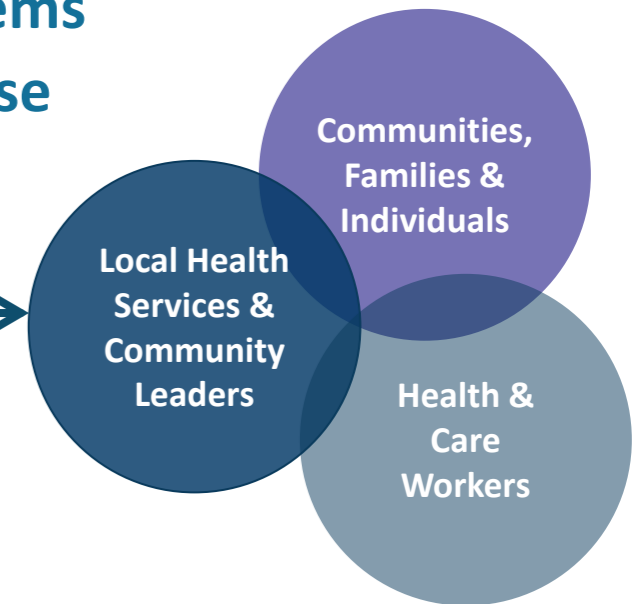 ems
se
Communities,
Families &
Individuals
Local Health
Services &
Community
Leaders
Health &
Care
Workers